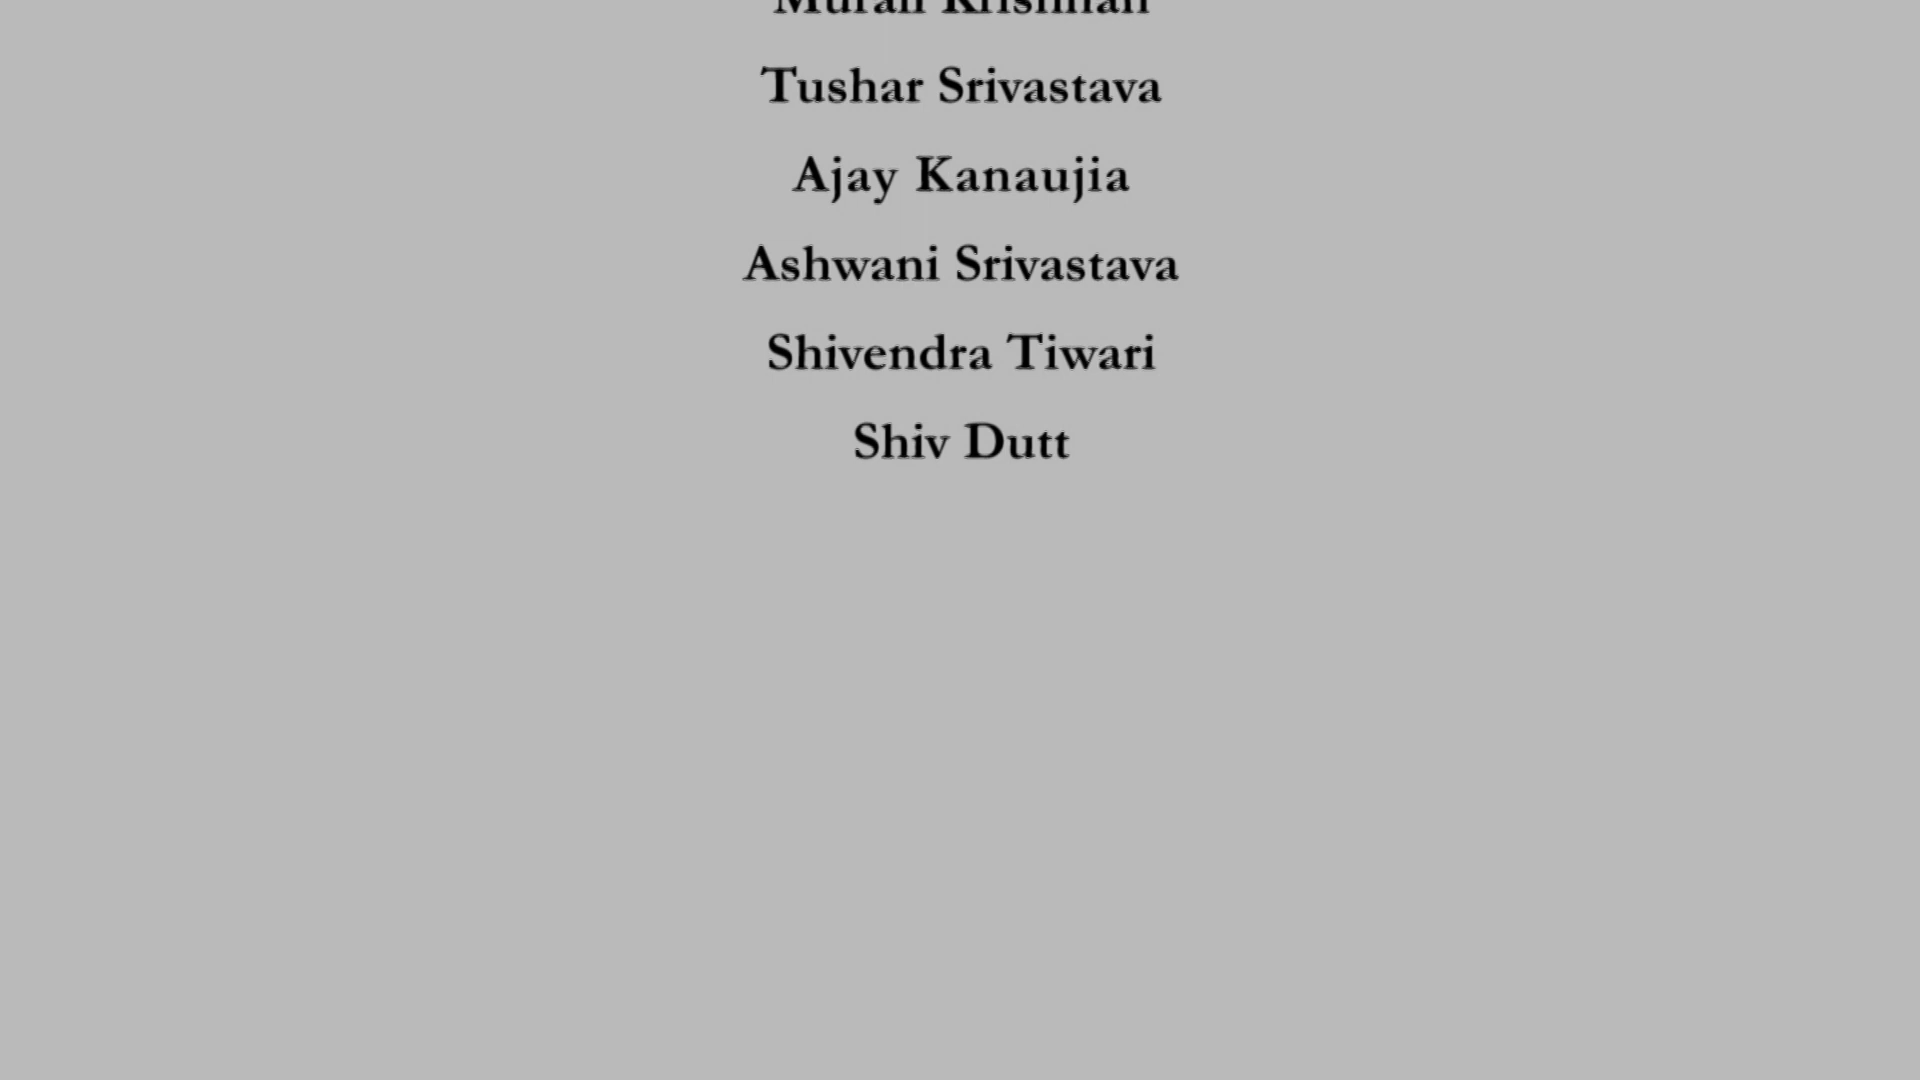 Tushar Srivastava
Ajay Kanaujia
Ashwani Srivastava
Shivendra Tiwari
Shiv Dutt